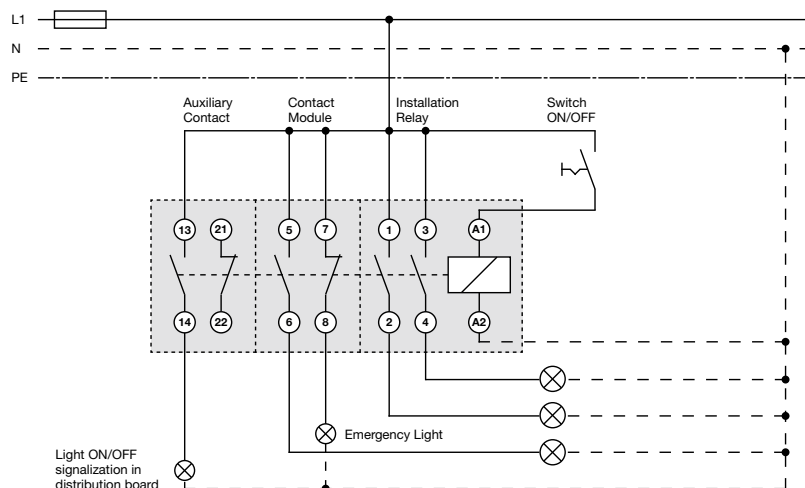 L1
N
PE
Auxiliary
Contact
Contact
Module
Installation
Relay
Switch
ON/OFF
13 21 5 7 1 3 A1
14 22 6 8 2 4 A2
Emergency Light
Light ON/OFF
signalization in
distribution board